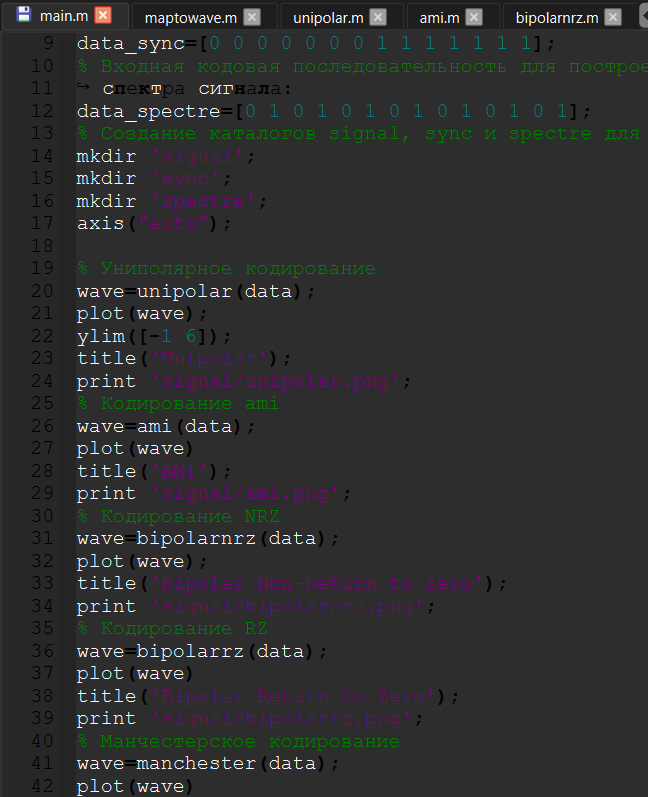 main.m maptowave.m unipolar.m ami.m bipolarnrz.m
9 data_sync=[0 0 0 0 0 0 0 1 1 1 1 1 1 1];
10 % Входная кодовая последовательность для
11 ↪ спектра сигнала:
12 data_spectre=[0 1 0 1 0 1 0 1 0 1 0 1 0 1];
13 % Создание каталогов signal, sync и spectre для
14 mkdir 'signal';
15 mkdir 'sync';
16 mkdir 'spectre';
17 axis("auto");
18
19 % Униполярное кодирование
20 wave=unipolar(data);
21 plot(wave);
22 ylim([-1 6]);
23 title('Unipolar');
24 print 'signal/unipolar.png';
25 % Кодирование ami
26 wave=ami(data);
27 plot(wave)
28 title('AMI');
29 print 'signal/ami.png';
30 % Кодирование NRZ
31 wave=bipolarnrz(data);
32 plot(wave);
33 title('Bipolar Non-Return to Zero');
34 print 'signal/bipolarnrz.png';
35 % Кодирование RZ
36 wave=bipolarrz(data);
37 plot(wave)
38 title('Bipolar Return to Zero');
39 print 'signal/bipolarrz.png';
40 % Манчестерское кодирование
41 wave=manchester(data);
42 plot(wave)